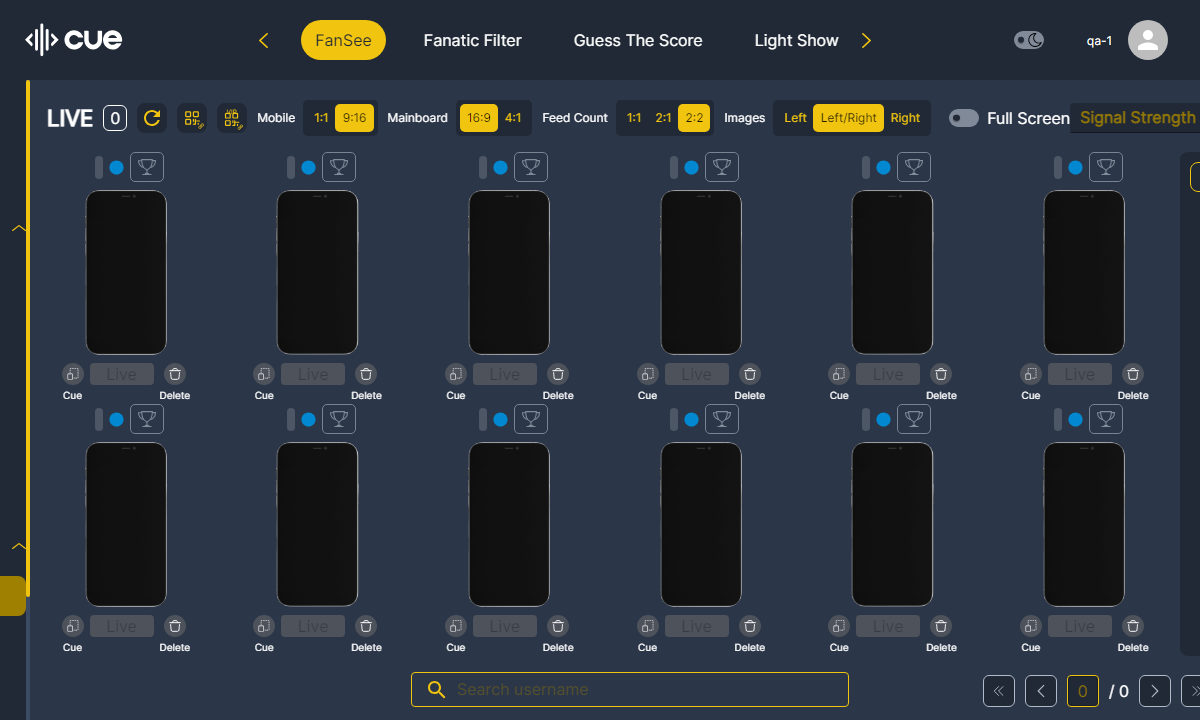 cue
FanSee Fanatic Filter Guess The Score Light Show
qa-1
LIVE 0 Mobile 1:1 9:16 Mainboard 16:9 4:1 Feed Count 1:1 2:1 2:2 Images Left Left/Right Right Full Screen Signal Strength
Live Live Live Live Live Live
Cue Delete Cue Delete Cue Delete Cue Delete Cue Delete Cue Delete
Live Live Live Live Live Live
Cue Delete Cue Delete Cue Delete Cue Delete Cue Delete Cue Delete
Search username
0 / 0